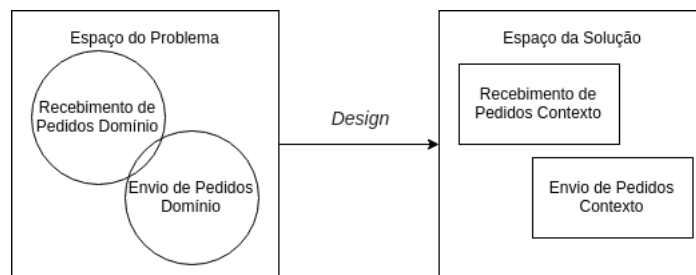 Espaço do Problema
Recebimento de
Pedidos Domínio
Envio de Pedidos
Domínio
Design
Espaço da Solução
Recebimento de
Pedidos Contexto
Envio de Pedidos
Contexto